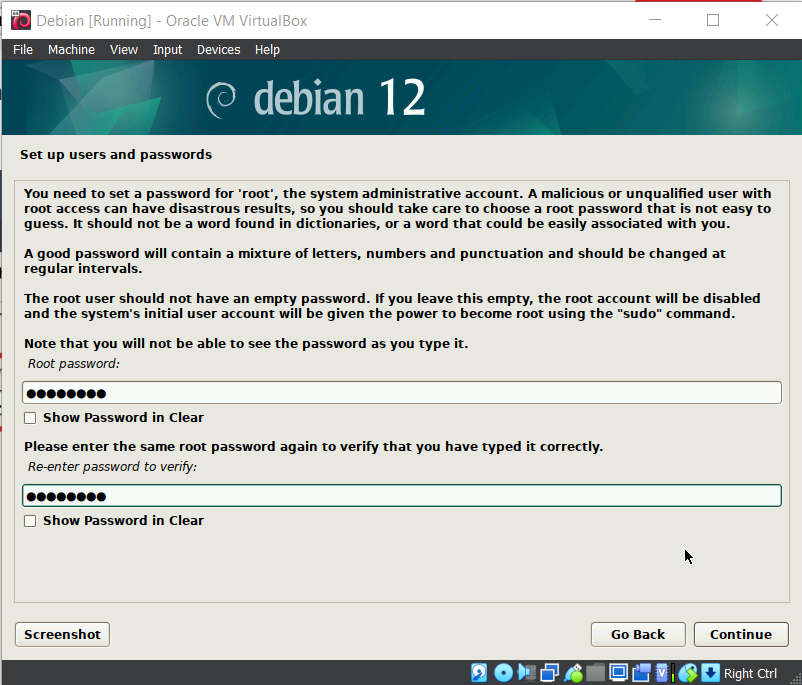 Debian [Running] - Oracle VM VirtualBox
File Machine View Input Devices Help
debian 12
Set up users and passwords
You need to set a password for 'root', the system administrative account. A malicious or unqualified user with
root access can have disastrous results, so you should take care to choose a root password that is not easy to
guess. It should not be a word found in dictionaries, or a word that could be easily associated with you.
A good password will contain a mixture of letters, numbers and punctuation and should be changed at
regular intervals.
The root user should not have an empty password. If you leave this empty, the root account will be disabled
and the system's initial user account will be given the power to become root using the "sudo" command.
Note that you will not be able to see the password as you type it.
Root password:
●●●●●●●●
Show Password in Clear
Please enter the same root password again to verify that you have typed it correctly.
Re-enter password to verify:
●●●●●●●●
Show Password in Clear
Screenshot Go Back Continue
Right Ctrl